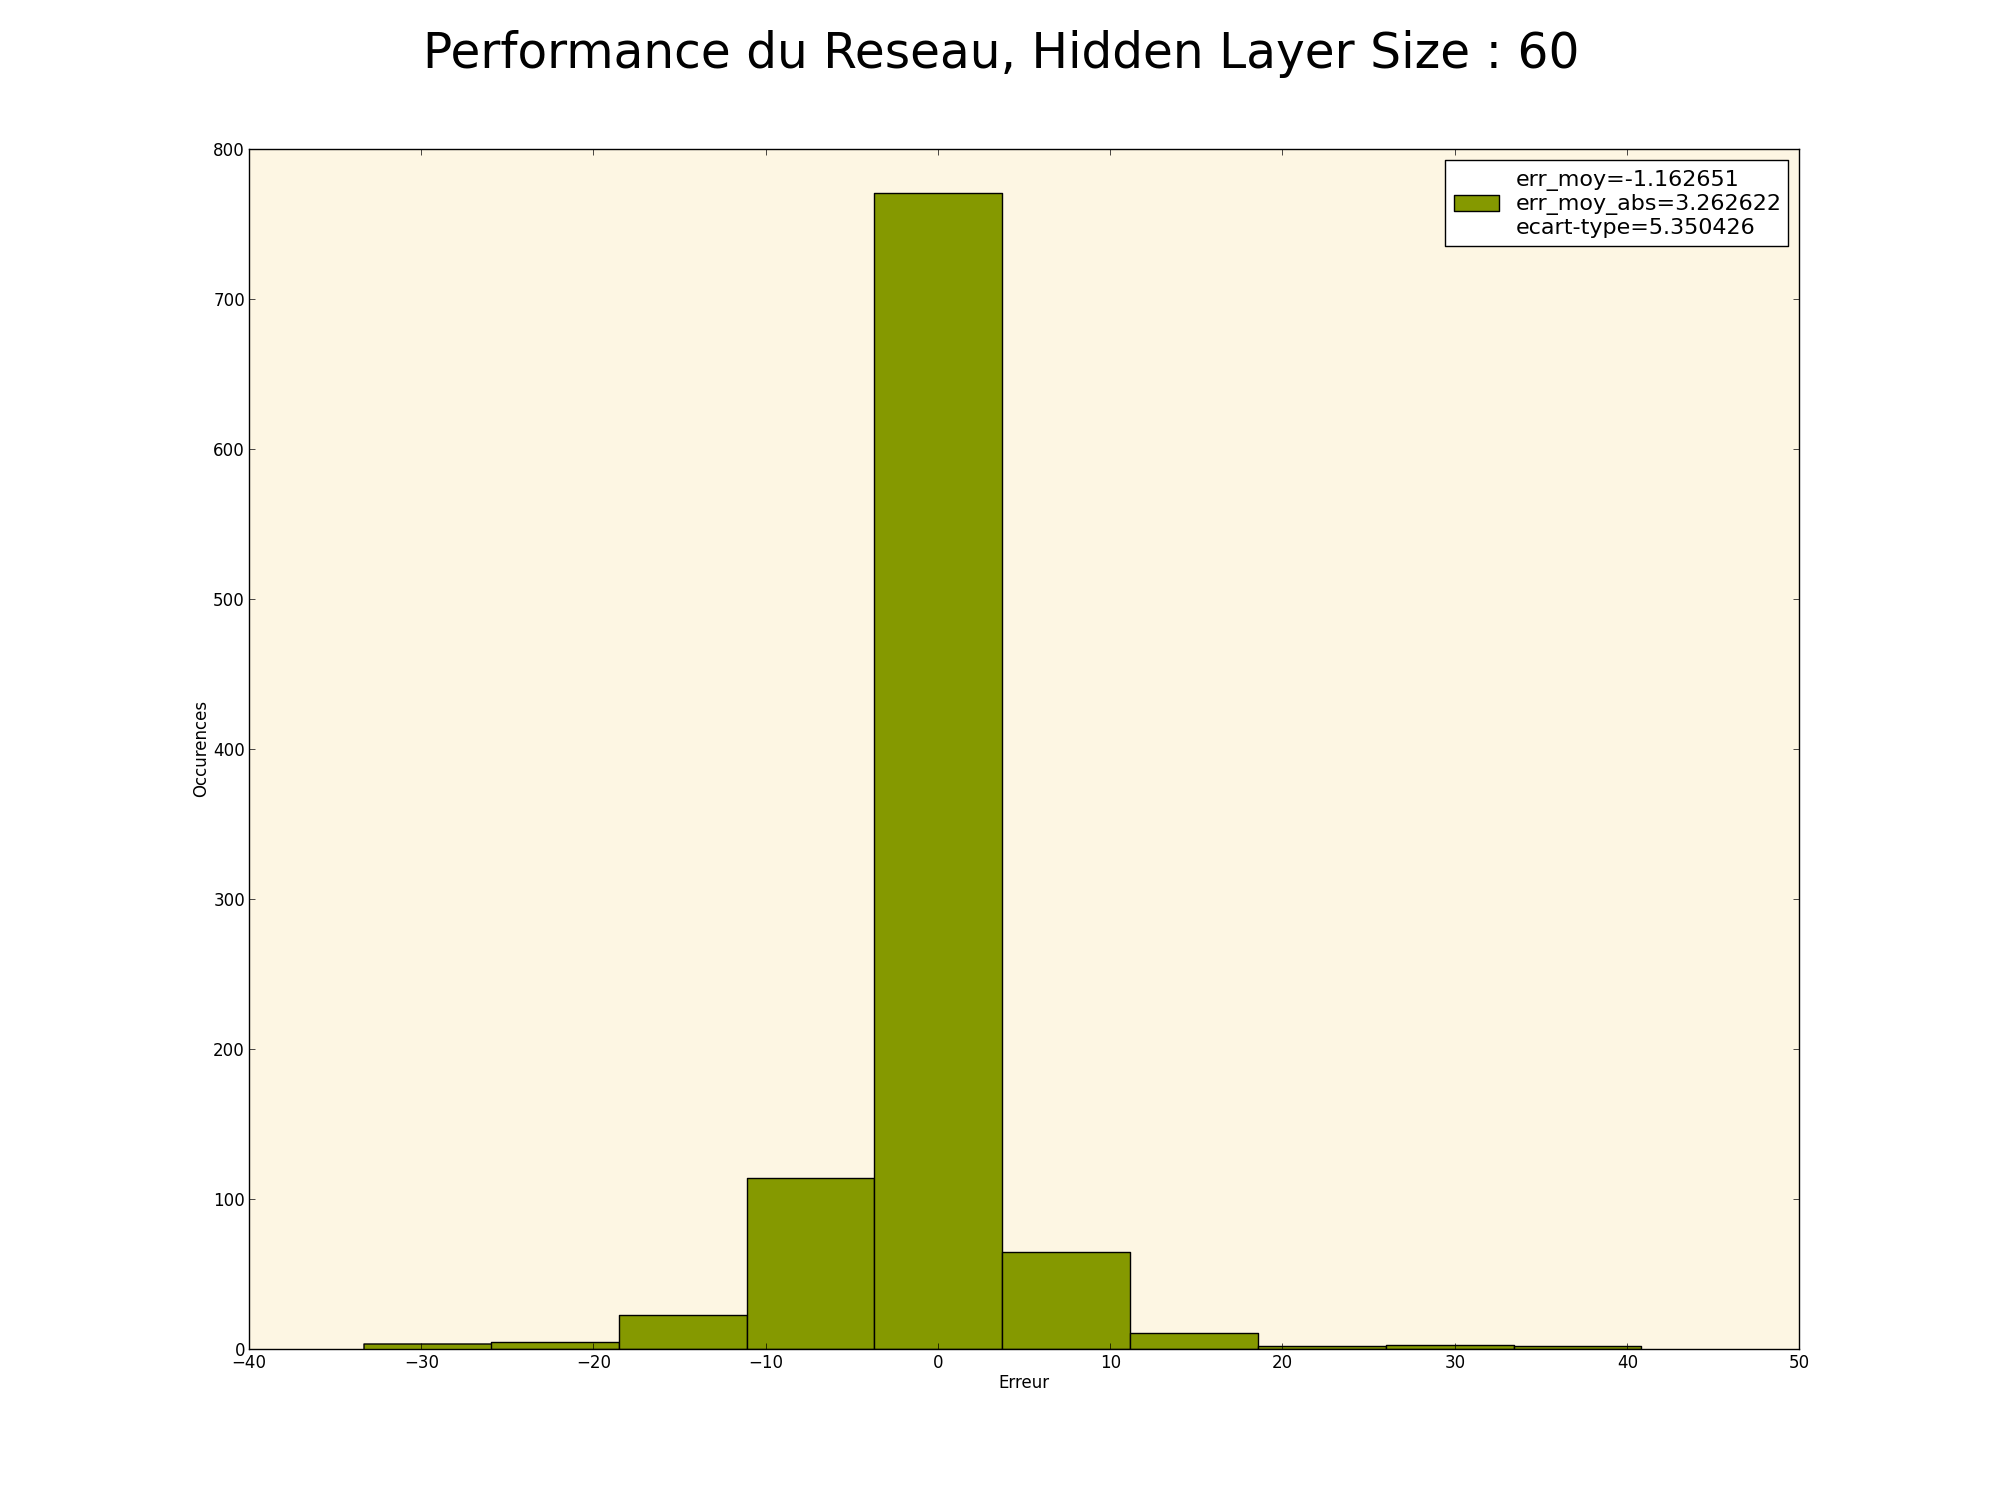 Performance du Reseau, Hidden Layer Size : 60
err_moy=-1.162651
err_moy_abs=3.262622
ecart-type=5.350426
800
700
600
500
400
300
200
100
0
Occurences
−40 −30 −20 −10 0 10 20 30 40 50
Erreur